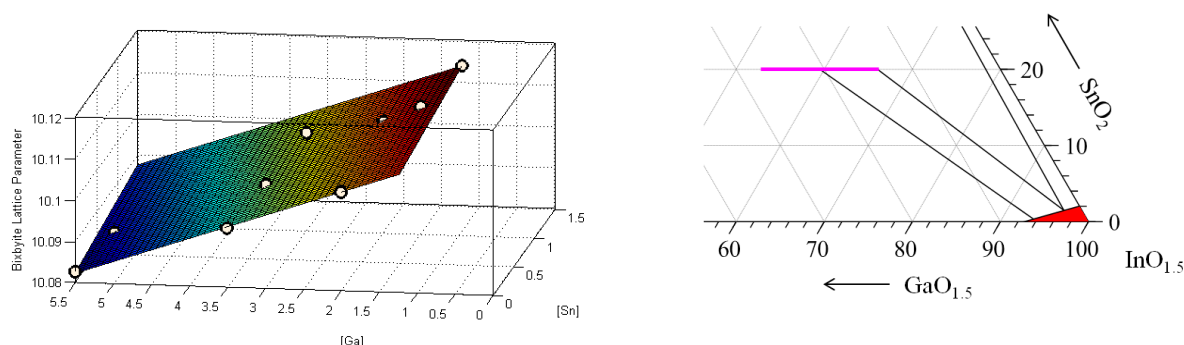 Bixbyite Lattice Parameter
10.12
10.11
10.1
10.09
10.08
5.5 5 4.5 4 3.5 3 2.5 2 1.5 1 0.5 0
[Ga]
0 0.5 1 1.5
[Sn]
20
10
0
SnO2
60 70 80 90 100
InO1.5
GaO1.5